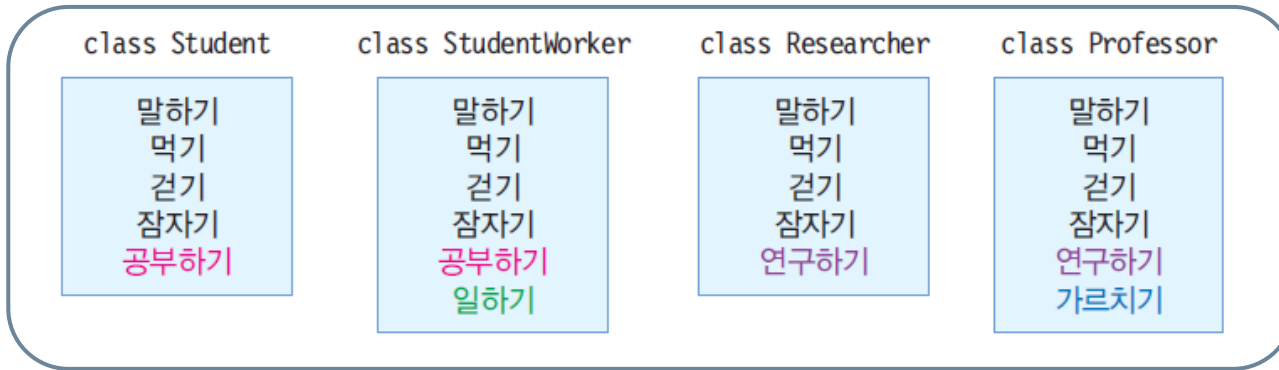 class Student
말하기
먹기
걷기
잠자기
공부하기
class StudentWorker
말하기
먹기
걷기
잠자기
공부하기
일하기
class Researcher
말하기
먹기
걷기
잠자기
연구하기
class Professor
말하기
먹기
걷기
잠자기
연구하기
가르치기